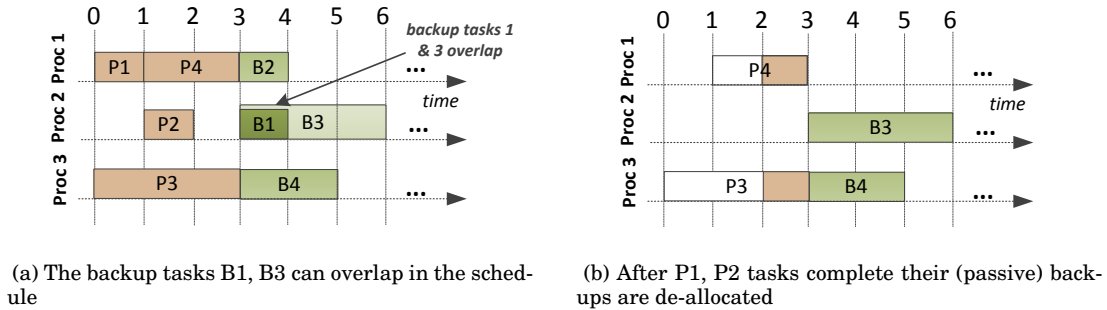 0 1 2 3 4 5 6
backup tasks 1
& 3 overlap
Proc 1
P1 P4 B2
...
time
Proc 2
P2 B1 B3
...
Proc 3
P3 B4
...
(a) The backup tasks B1, B3 can overlap in the sched-
ule
0 1 2 3 4 5 6
Proc 1
P4
...
time
Proc 2
B3
...
Proc 3
P3 B4
...
(b) After P1, P2 tasks complete their (passive) back-
ups are de-allocated